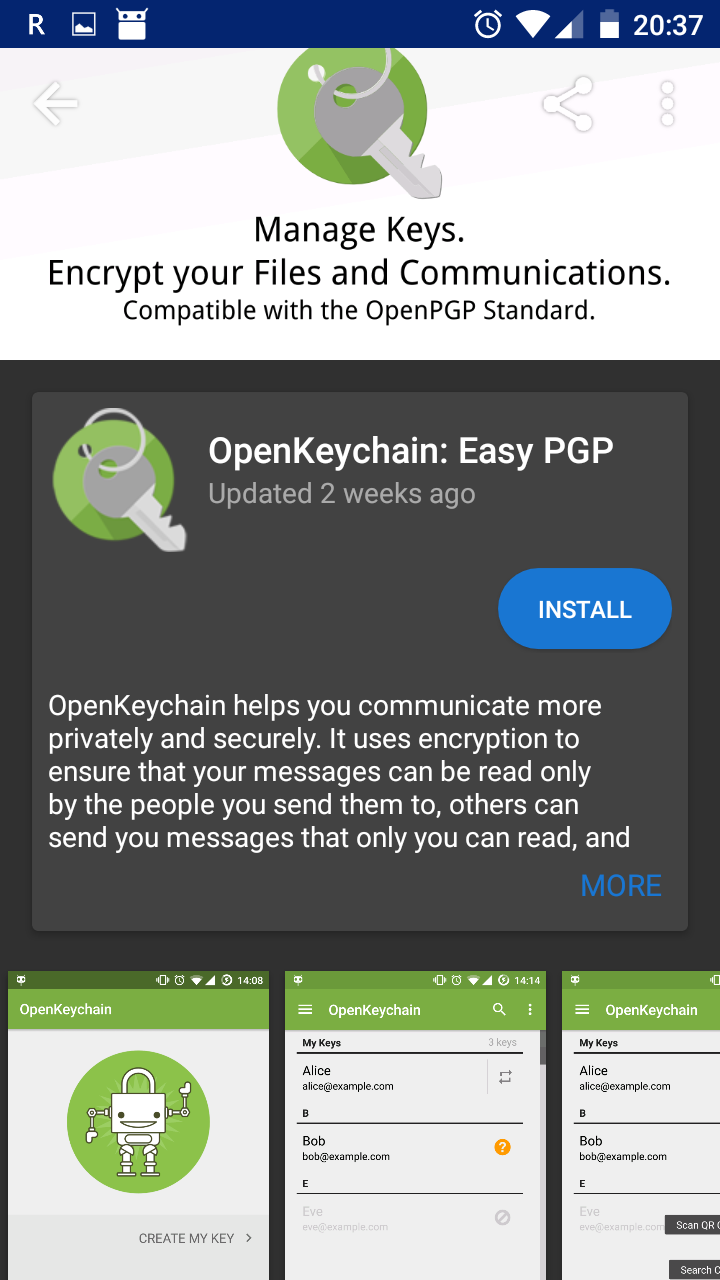 R
20:37
Manage Keys.
Encrypt your Files and Communications.
Compatible with the OpenPGP Standard.
OpenKeychain: Easy PGP
Updated 2 weeks ago
INSTALL
OpenKeychain helps you communicate more
privately and securely. It uses encryption to
ensure that your messages can be read only
by the people you send them to, others can
send you messages that only you can read, and
MORE
14:08
OpenKeychain
CREATE MY KEY
14:14
OpenKeychain
My Keys 3 keys
Alice
alice@example.com
B
Bob
bob@example.com
?
E
Eve
eve@example.com
OpenKeychain
My Keys
Alice
alice@example.com
B
Bob
bob@example.com
E
Eve
eve@example.com
Scan QR
Search